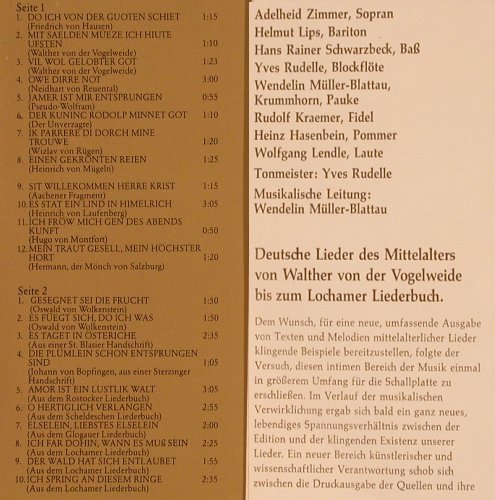 Seite 1
1. DO ICH VON DER GUOTEN SCHIET 1:15
(Friedrich von Hausen)
2. MIT SAELDEN MÜEZE ICH HIUTE
UFSTEN 1:10
(Walther von der Vogelweide)
3. VIL WOL GELOBTER GOT 1:23
(Walther von der Vogelweide)
4. OWE DIRRE NOT 3:00
(Neidhart von Reuental)
5. JAMER IST MIR ENTSPRUNGEN 0:55
(Pseudo-Wolfram)
6. DER KUNINC RODOLP MINNET GOT 1:10
(Der Unverzagte)
7. IK PARRERE DI DORCH MINE
TROUWE 1:20
(Wizlav von Rügen)
8. EINEN GEKRÖNTEN REIEN 1:25
(Heinrich von Mügeln)
9. SIT WILLEKOMMEN HERRE KRIST 1:15
(Aachener Fragment)
10. ES STAT EIN LIND IN HIMELRICH 3:05
(Heinrich von Laufenberg)
11. ICH FRÖW MICH GEN DES ABENDS
KUNFT 0:50
(Hugo von Montfort)
12. MEIN TRAUT GESELL, MEIN HÖCHSTER
HORT 1:20
(Hermann, der Mönch von Salzburg)
Seite 2
1. GESEGNET SEI DIE FRUCHT 1:50
(Oswald von Wolkenstein)
2. ES FUEGT SICH, DO ICH WAS 1:50
(Oswald von Wolkenstein)
3. ES TAGET IN ÖSTERICHE 2:15
(Aus einer St. Blasier Handschrift)
4. DIE PLÜMLEIN SCHON ENTSPRUNGEN
SIND 1:05
(Johann von Bopfingen, aus einer Sterzinger
Handschrift)
5. AMOR IST EIN LUSTLIK WALT 3:05
(Aus dem Rostocker Liederbuch)
6. O HERTIGLICH VERLANGEN 2:55
(Aus dem Scheldeschen Liederbuch)
7. ELSELEIN, LIEBSTES ELSELEIN 2:00
(Aus dem Glogauer Liederbuch)
8. ICH FAR DOHIN, WANN ES MUß SEIN 2:25
(Aus dem Lochamer Liederbuch)
9. DER WALD HAT SICH ENTLAUBET 1:55
(Aus dem Lochamer Liederbuch)
10. ICH SPRING AN DIESEM RINGE 2:35
(Aus dem Lochamer Liederbuch)
Adelheid Zimmer, Sopran
Helmut Lips, Bariton
Hans Rainer Schwarzbeck, Baß
Yves Rudelle, Blockflöte
Wendelin Müller-Blattau,
Krummhorn, Pauke
Rudolf Kraemer, Fidel
Heinz Hasenbein, Pommer
Wolfgang Lendle, Laute
Tonmeister: Yves Rudelle
Musikalische Leitung:
Wendelin Müller-Blattau
Deutsche Lieder des Mittelalters
von Walther von der Vogelweide
bis zum Lochamer Liederbuch.
Dem Wunsch, für eine neue, umfassende Ausgabe
von Texten und Melodien mittelalterlicher Lieder
klingende Beispiele bereitzustellen, folgte der
Versuch, diesen intimen Bereich der Musik einmal
in größerem Umfang für die Schallplatte zu
erschließen. Im Verlauf der musikalischen
Verwirklichung ergab sich bald ein ganz neues,
lebendiges Spannungsverhältnis zwischen der
Edition und der klingenden Existenz unserer
Lieder. Ein neuer Bereich künstlerischer und
wissenschaftlicher Verantwortung schob sich
zwischen die Druckausgabe der Quellen und ihre